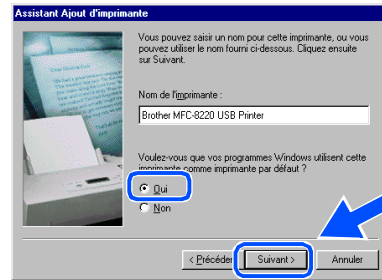 Assistant Ajout d'imprimante
Vous pouvez saisir un nom pour cette imprimante, ou vous
pouvez utiliser le nom fourni ci-dessous. Cliquez ensuite
sur Suivant.
Nom de l'imprimante :
Brother MFC-8220 USB Printer
Voulez-vous que vos programmes Windows utilisent cette
imprimante comme imprimante par défaut ?
Oui
Non
< Précéden
Suivant >
Annuler